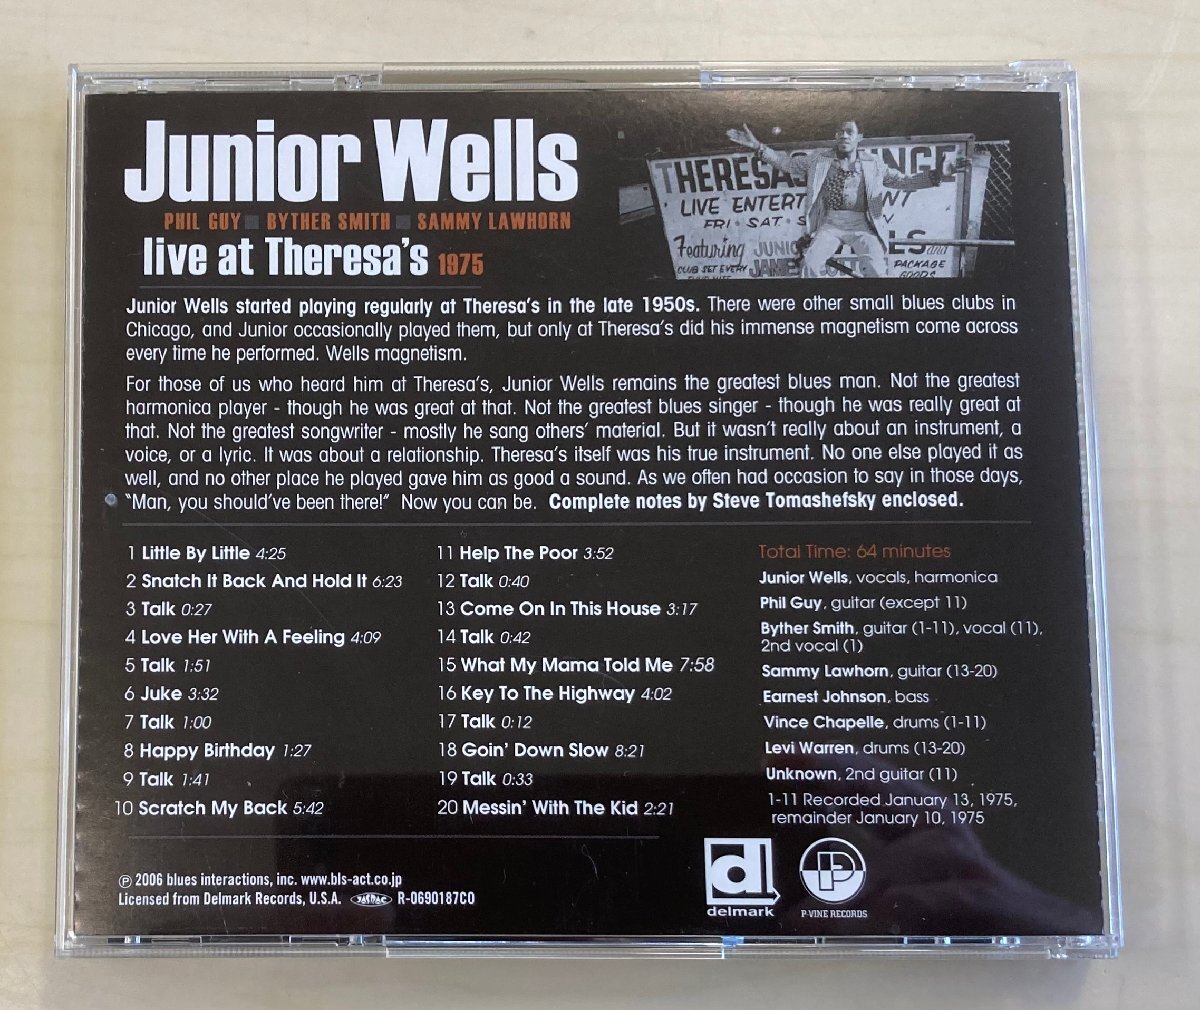 Junior Wells
PHIL GUY ■ BYTHER SMITH ■ SAMMY LAWHORN
live at Theresa's 1975
THERESA'S
LIVE ENTERT
FRI SAT S
Featuring
CLUB SET EVERY
PACKAGE
GOODS
Junior Wells started playing regularly at Theresa's in the late 1950s. There were other small blues clubs in
Chicago, and Junior occasionally played them, but only at Theresa's did his immense magnetism come across
every time he performed. Wells magnetism.
For those of us who heard him at Theresa's, Junior Wells remains the greatest blues man. Not the greatest
harmonica player - though he was great at that. Not the greatest blues singer - though he was really great at
that. Not the greatest songwriter - mostly he sang others' material. But it wasn't really about an instrument, a
voice, or a lyric. It was about a relationship. Theresa's itself was his true instrument. No one else played it as
well, and no other place he played gave him as good a sound. As we often had occasion to say in those days,
"Man, you should've been there!" Now you can be. Complete notes by Steve Tomashefsky enclosed.
1 Little By Little 4:25
2 Snatch It Back And Hold It 6:23
3 Talk 0:27
4 Love Her With A Feeling 4:09
5 Talk 1:51
6 Juke 3:32
7 Talk 1:00
8 Happy Birthday 1:27
9 Talk 1:41
10 Scratch My Back 5:42
11 Help The Poor 3:52
12 Talk 0:40
13 Come On In This House 3:17
14 Talk 0:42
15 What My Mama Told Me 7:58
16 Key To The Highway 4:02
17 Talk 0:12
18 Goin' Down Slow 8:21
19 Talk 0:33
20 Messin' With The Kid 2:21
Total Time: 64 minutes
Junior Wells, vocals, harmonica
Phil Guy, guitar (except 11)
Byther Smith, guitar (1-11), vocal (11),
2nd vocal (1)
Sammy Lawhorn, guitar (13-20)
Earnest Johnson, bass
Vince Chapelle, drums (1-11)
Levi Warren, drums (13-20)
Unknown, 2nd guitar (11)
1-11 Recorded January 13, 1975,
remainder January 10, 1975
℗ 2006 blues interactions, inc. www.bls-act.co.jp
Licensed from Delmark Records, U.S.A. JASRAC R-0690187CO
d
delmark
P
P-VINE RECORDS